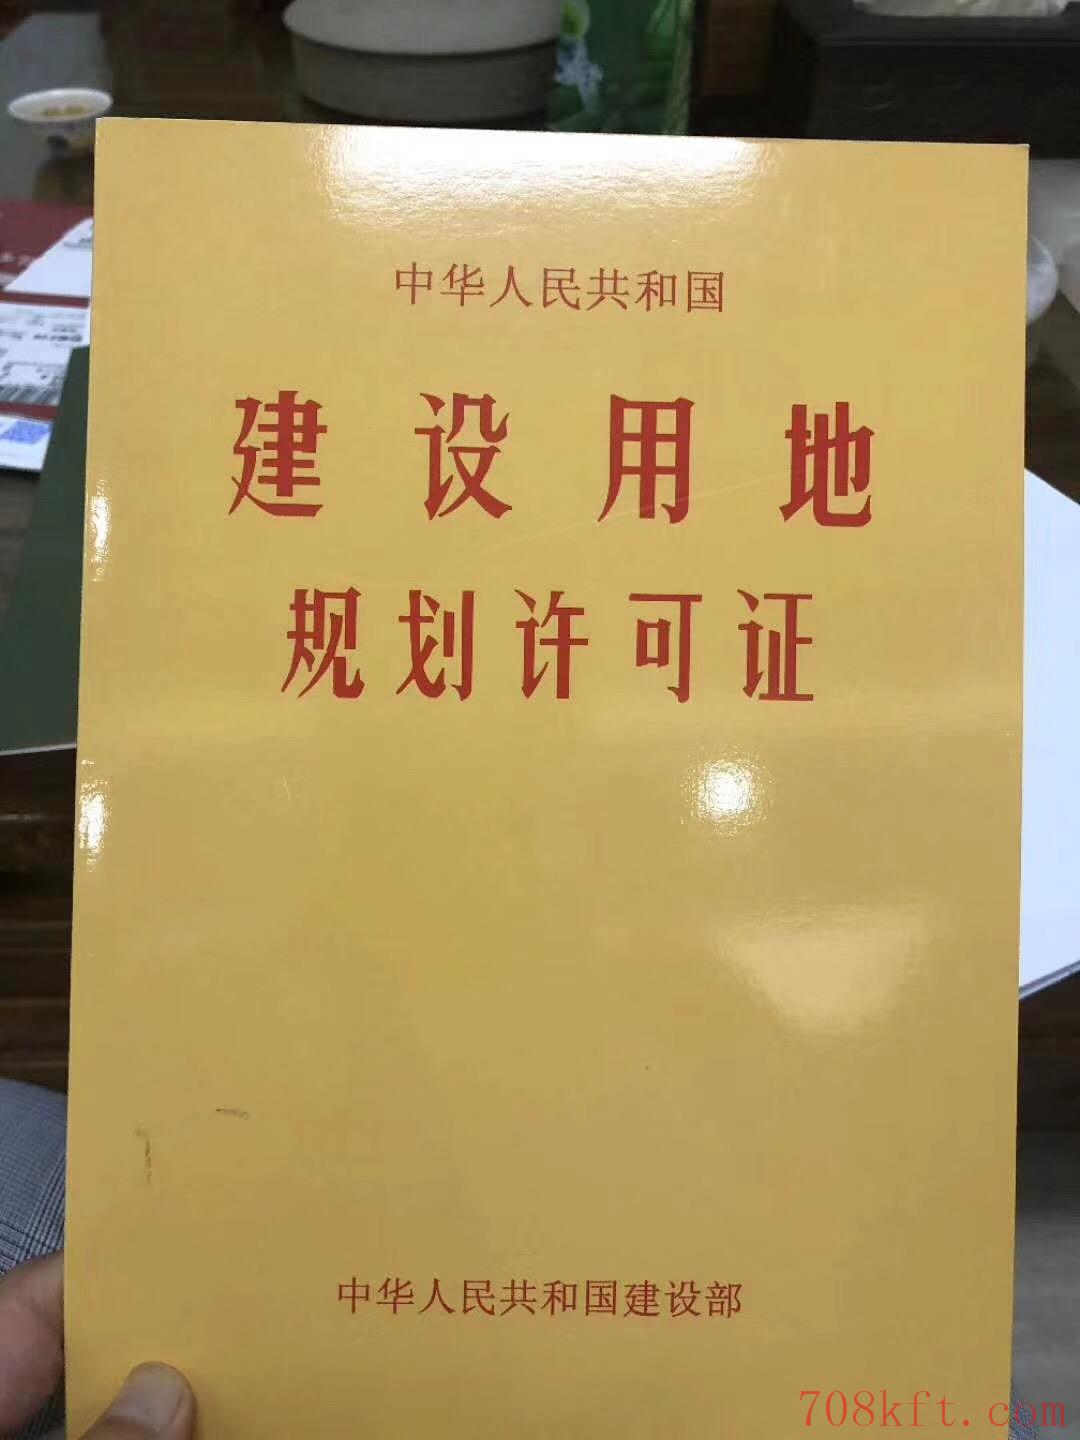 中华人民共和国
建设用地
规划许可证
中华人民共和国建设部
708kft.com